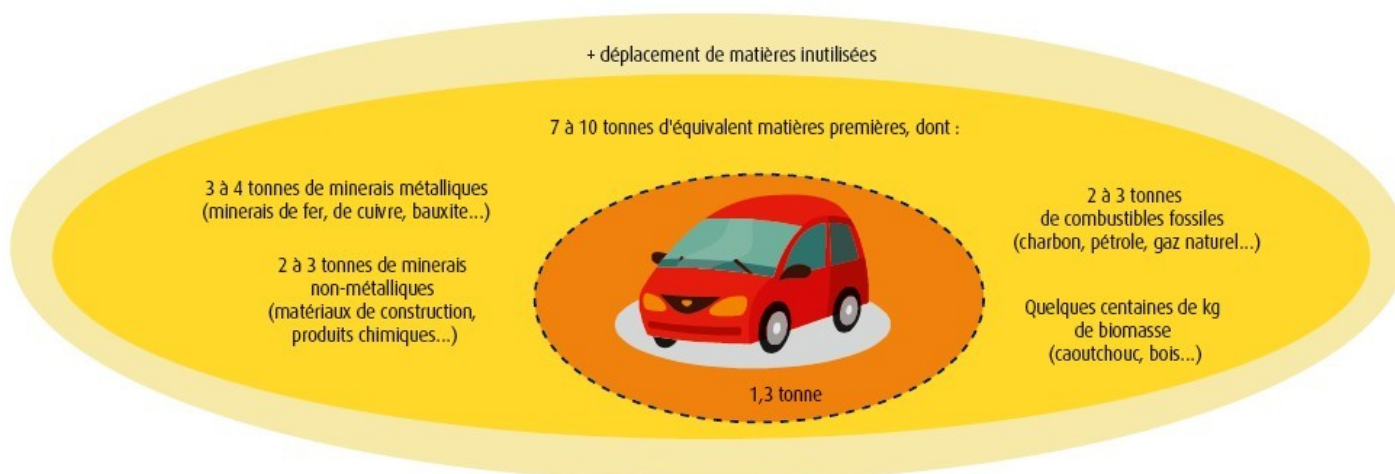 + déplacement de matières inutilisées
7 à 10 tonnes d'équivalent matières premières, dont :
3 à 4 tonnes de minerais métalliques
(minerais de fer, de cuivre, bauxite...)
2 à 3 tonnes de minerais
non-métalliques
(matériaux de construction,
produits chimiques...)
2 à 3 tonnes
de combustibles fossiles
(charbon, pétrole, gaz naturel...)
Quelques centaines de kg
de biomasse
(caoutchouc, bois...)
1,3 tonne